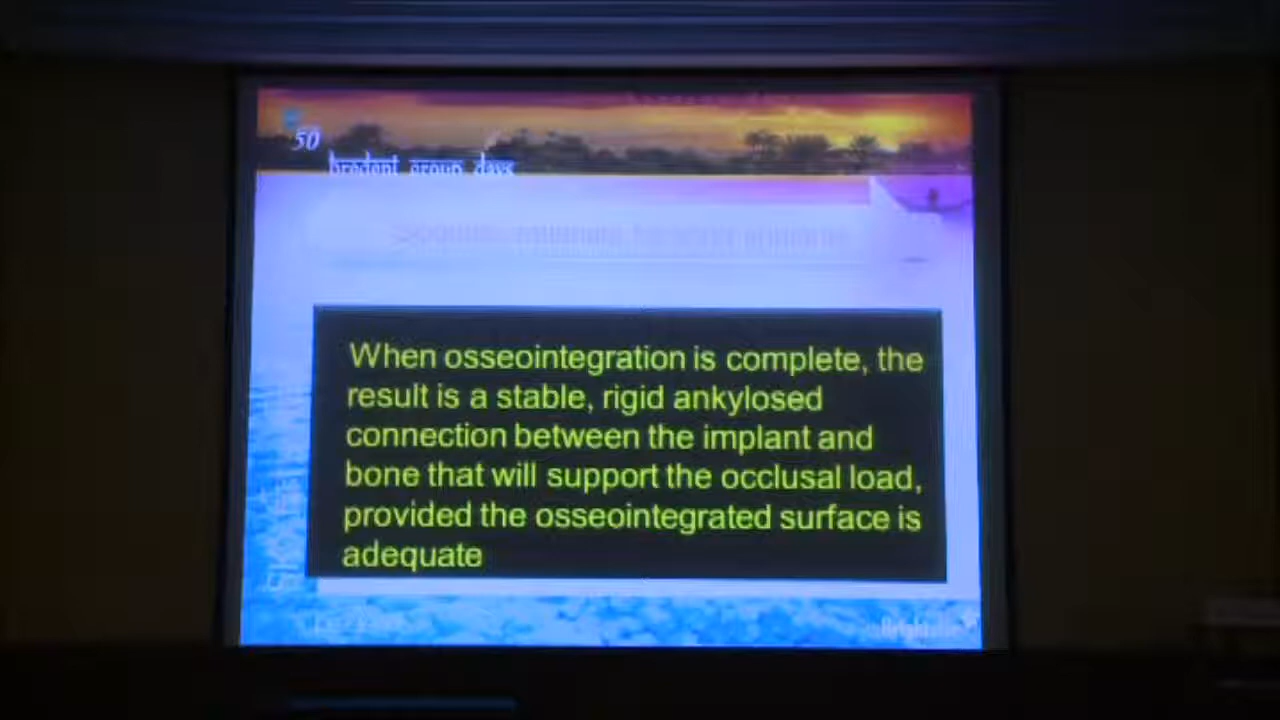 50
bredent group days
When osseointegration is complete, the
result is a stable, rigid ankylosed
connection between the implant and
bone that will support the occlusal load,
provided the osseointegrated surface is
adequate